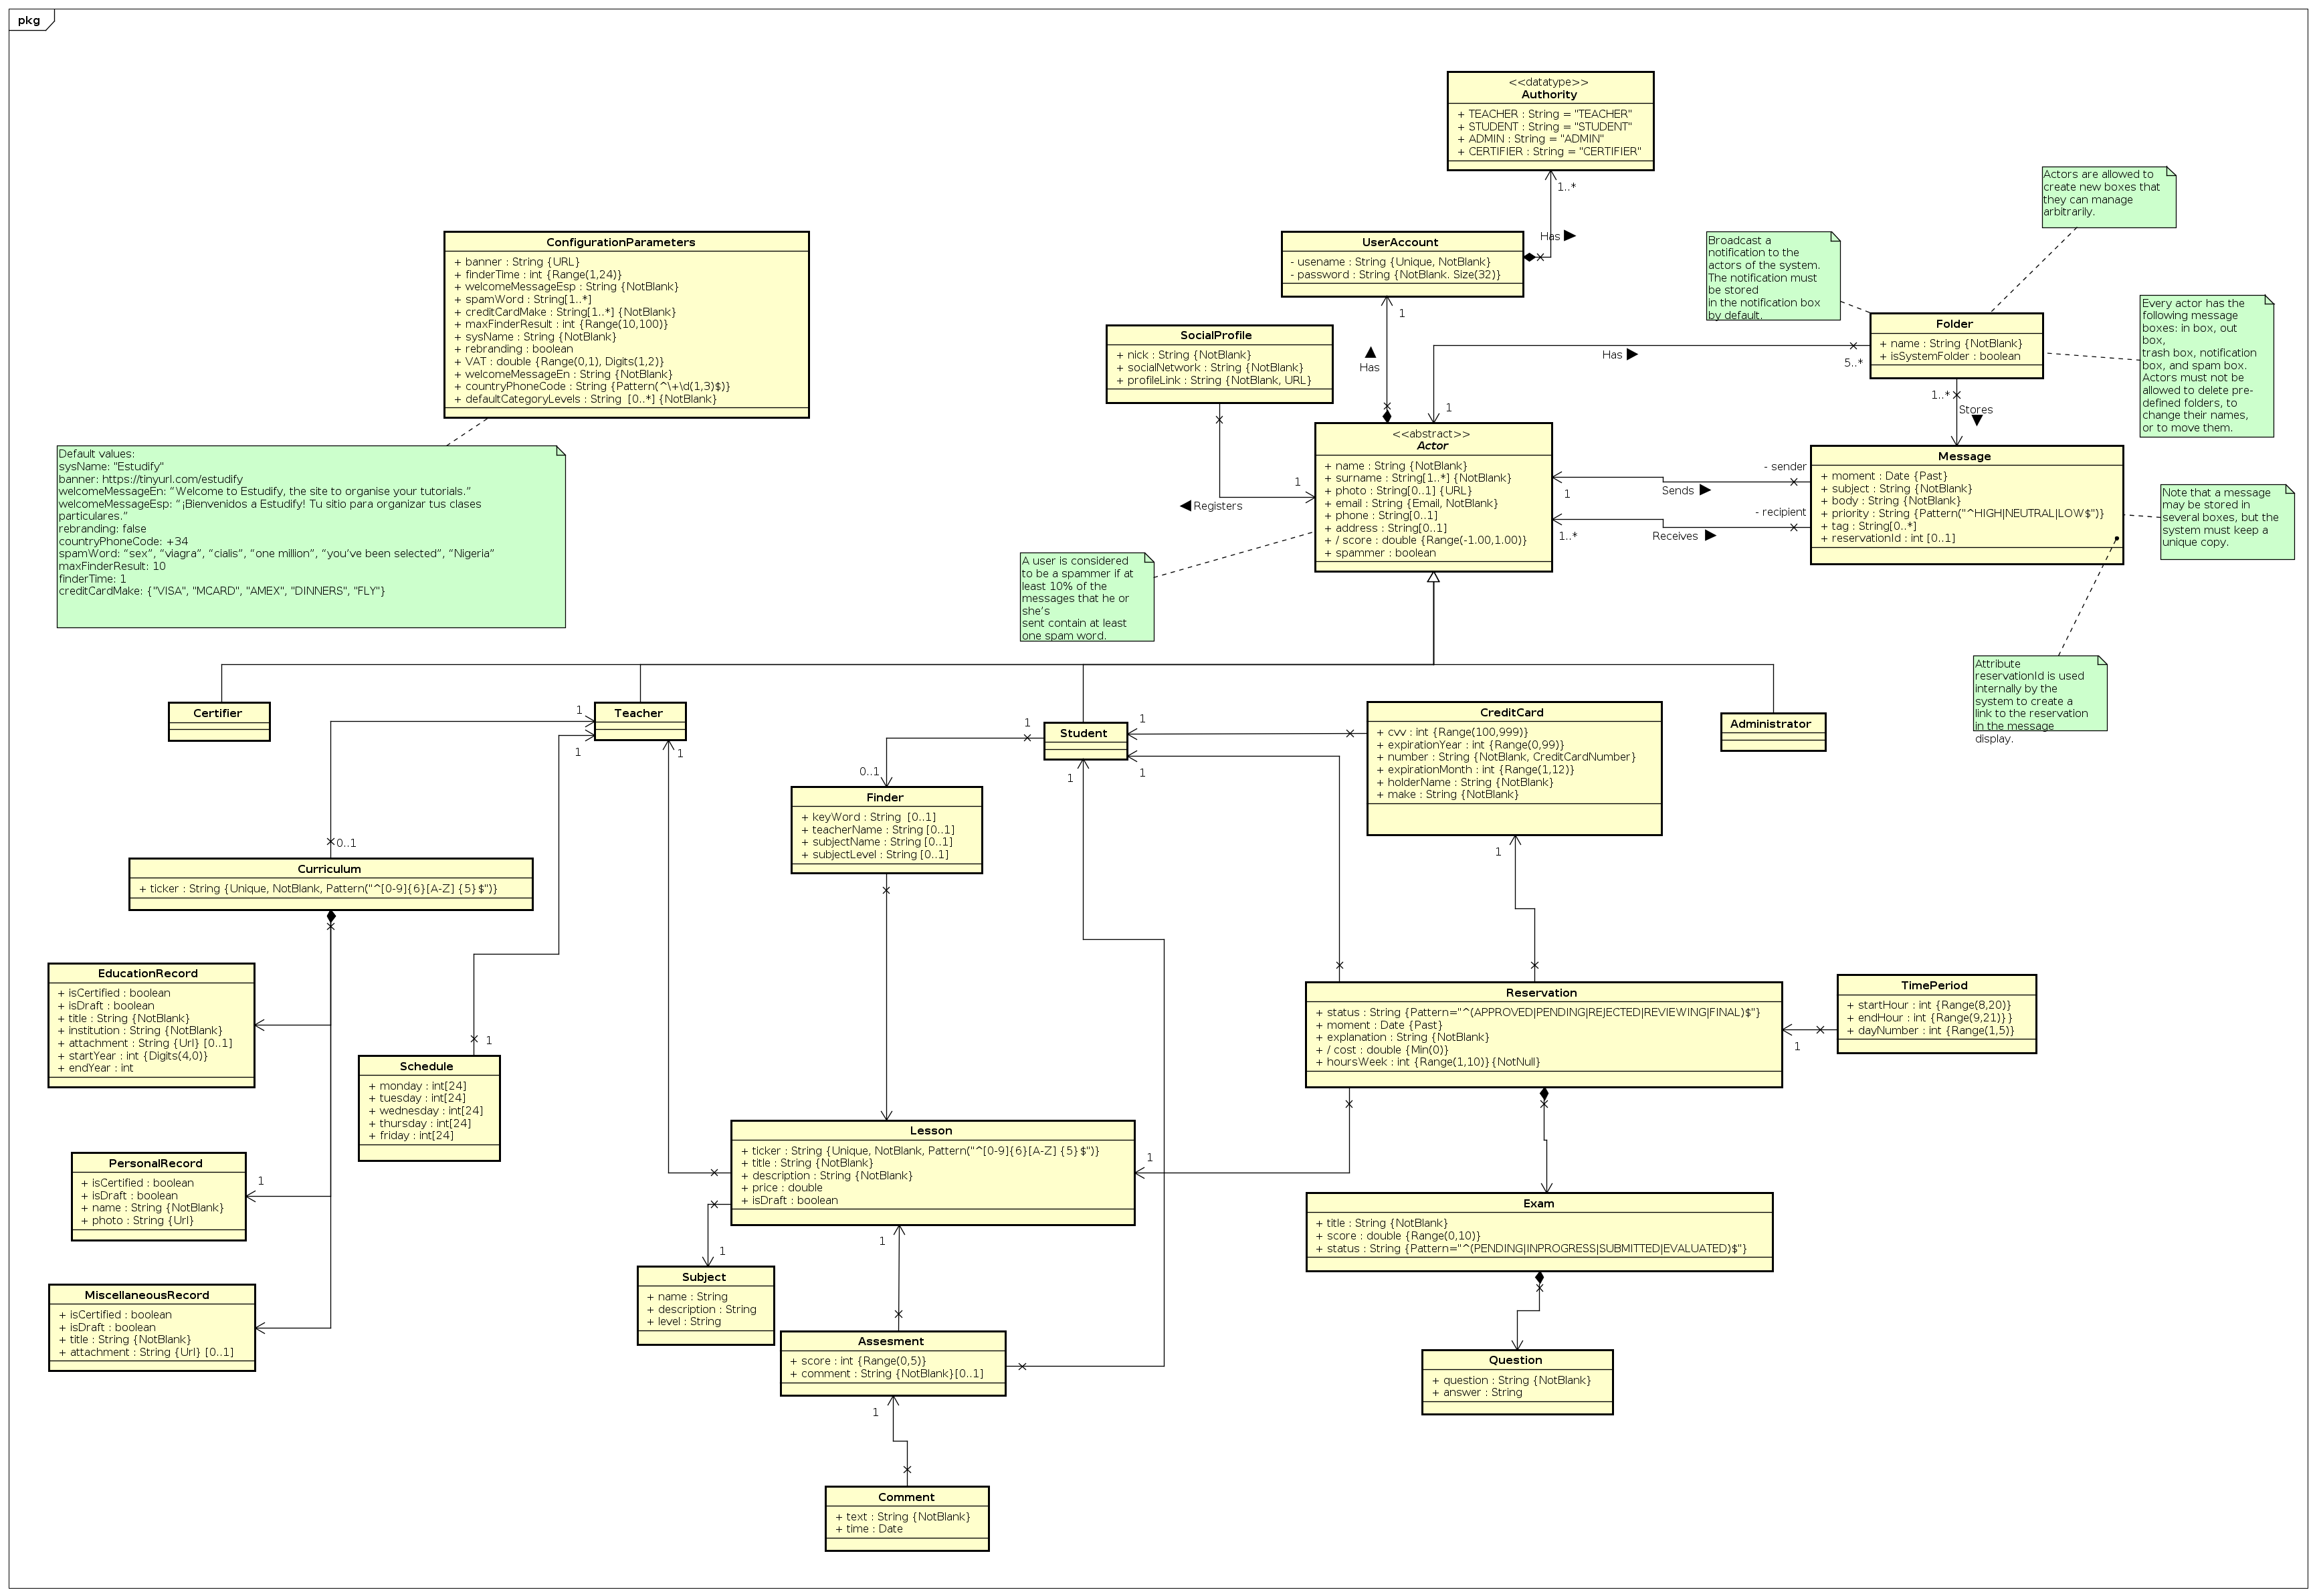 pkg
<<datatype>>
Authority
+ TEACHER : String = "TEACHER"
+ STUDENT : String = "STUDENT"
+ ADMIN : String = "ADMIN"
+ CERTIFIER : String = "CERTIFIER"
1..*
Has
Actors are allowed to
create new boxes that
they can manage
arbitrarily.
ConfigurationParameters
+ banner : String {URL}
+ finderTime : int {Range(1,24)}
+ welcomeMessageEsp : String {NotBlank}
+ spamWord : String[1..*]
+ creditCardMake : String[1..*] {NotBlank}
+ maxFinderResult : int {Range(10,100)}
+ sysName : String {NotBlank}
+ rebranding : boolean
+ VAT : double {Range(0,1), Digits(1,2)}
+ welcomeMessageEn : String {NotBlank}
+ countryPhoneCode : String {Pattern(^\+\d(1,3)$)}
+ defaultCategoryLevels : String  [0..*] {NotBlank}
UserAccount
- usename : String {Unique, NotBlank}
- password : String {NotBlank. Size(32)}
1
Has
Broadcast a
notification to the
actors of the system.
The notification must
be stored
in the notification box
by default.
Folder
+ name : String {NotBlank}
+ isSystemFolder : boolean
Every actor has the
following message
boxes: in box, out
box,
trash box, notification
box, and spam box.
Actors must not be
allowed to delete pre-
defined folders, to
change their names,
or to move them.
SocialProfile
+ nick : String {NotBlank}
+ socialNetwork : String {NotBlank}
+ profileLink : String {NotBlank, URL}
Has
5..*
1
1..*
Stores
1
Registers
<<abstract>>
Actor
+ name : String {NotBlank}
+ surname : String[1..*] {NotBlank}
+ photo : String[0..1] {URL}
+ email : String {Email, NotBlank}
+ phone : String[0..1]
+ address : String[0..1]
+ / score : double {Range(-1.00,1.00)}
+ spammer : boolean
- sender
1
Sends
- recipient
1..*
Receives
Message
+ moment : Date {Past}
+ subject : String {NotBlank}
+ body : String {NotBlank}
+ priority : String {Pattern("^HIGH|NEUTRAL|LOW$")}
+ tag : String[0..*]
+ reservationId : int [0..1]
Note that a message
may be stored in
several boxes, but the
system must keep a
unique copy.
Default values:
sysName: "Estudify"
banner: https://tinyurl.com/estudify
welcomeMessageEn: “Welcome to Estudify, the site to organise your tutorials.”
welcomeMessageEsp: “¡Bienvenidos a Estudify! Tu sitio para organizar tus clases
particulares.”
rebranding: false
countryPhoneCode: +34
spamWord: “sex”, “viagra”, “cialis”, “one million”, “you’ve been selected”, “Nigeria”
maxFinderResult: 10
finderTime: 1
creditCardMake: {"VISA", "MCARD", "AMEX", "DINNERS", "FLY"}
A user is considered
to be a spammer if at
least 10% of the
messages that he or
she’s
sent contain at least
one spam word.
Attribute
reservationId is used
internally by the
system to create a
link to the reservation
in the message
display.
Certifier
1
Teacher
1
1
1
Student
1
1
1
CreditCard
+ cvv : int {Range(100,999)}
+ expirationYear : int {Range(0,99)}
+ number : String {NotBlank, CreditCardNumber}
+ expirationMonth : int {Range(1,12)}
+ holderName : String {NotBlank}
+ make : String {NotBlank}
Administrator
0..1
Finder
+ keyWord : String  [0..1]
+ teacherName : String [0..1]
+ subjectName : String [0..1]
+ subjectLevel : String [0..1]
0..1
Curriculum
+ ticker : String {Unique, NotBlank, Pattern("^[0-9]{6}[A-Z] {5}$")}
1
EducationRecord
+ isCertified : boolean
+ isDraft : boolean
+ title : String {NotBlank}
+ institution : String {NotBlank}
+ attachment : String {Url} [0..1]
+ startYear : int {Digits(4,0)}
+ endYear : int
Reservation
+ status : String {Pattern="^(APPROVED|PENDING|REJECTED|REVIEWING|FINAL)$"}
+ moment : Date {Past}
+ explanation : String {NotBlank}
+ / cost : double {Min(0)}
+ hoursWeek : int {Range(1,10)}{NotNull}
1
TimePeriod
+ startHour : int {Range(8,20)}
+ endHour : int {Range(9,21)}}
+ dayNumber : int {Range(1,5)}
1
Schedule
+ monday : int[24]
+ tuesday : int[24]
+ wednesday : int[24]
+ thursday : int[24]
+ friday : int[24]
PersonalRecord
+ isCertified : boolean
+ isDraft : boolean
+ name : String {NotBlank}
+ photo : String {Url}
1
Lesson
+ ticker : String {Unique, NotBlank, Pattern("^[0-9]{6}[A-Z] {5}$")}
+ title : String {NotBlank}
+ description : String {NotBlank}
+ price : double
+ isDraft : boolean
1
Exam
+ title : String {NotBlank}
+ score : double {Range(0,10)}
+ status : String {Pattern="^(PENDING|INPROGRESS|SUBMITTED|EVALUATED)$"}
1
1
MiscellaneousRecord
+ isCertified : boolean
+ isDraft : boolean
+ title : String {NotBlank}
+ attachment : String {Url} [0..1]
Subject
+ name : String
+ description : String
+ level : String
Assesment
+ score : int {Range(0,5)}
+ comment : String {NotBlank}[0..1]
Question
+ question : String {NotBlank}
+ answer : String
1
Comment
+ text : String {NotBlank}
+ time : Date